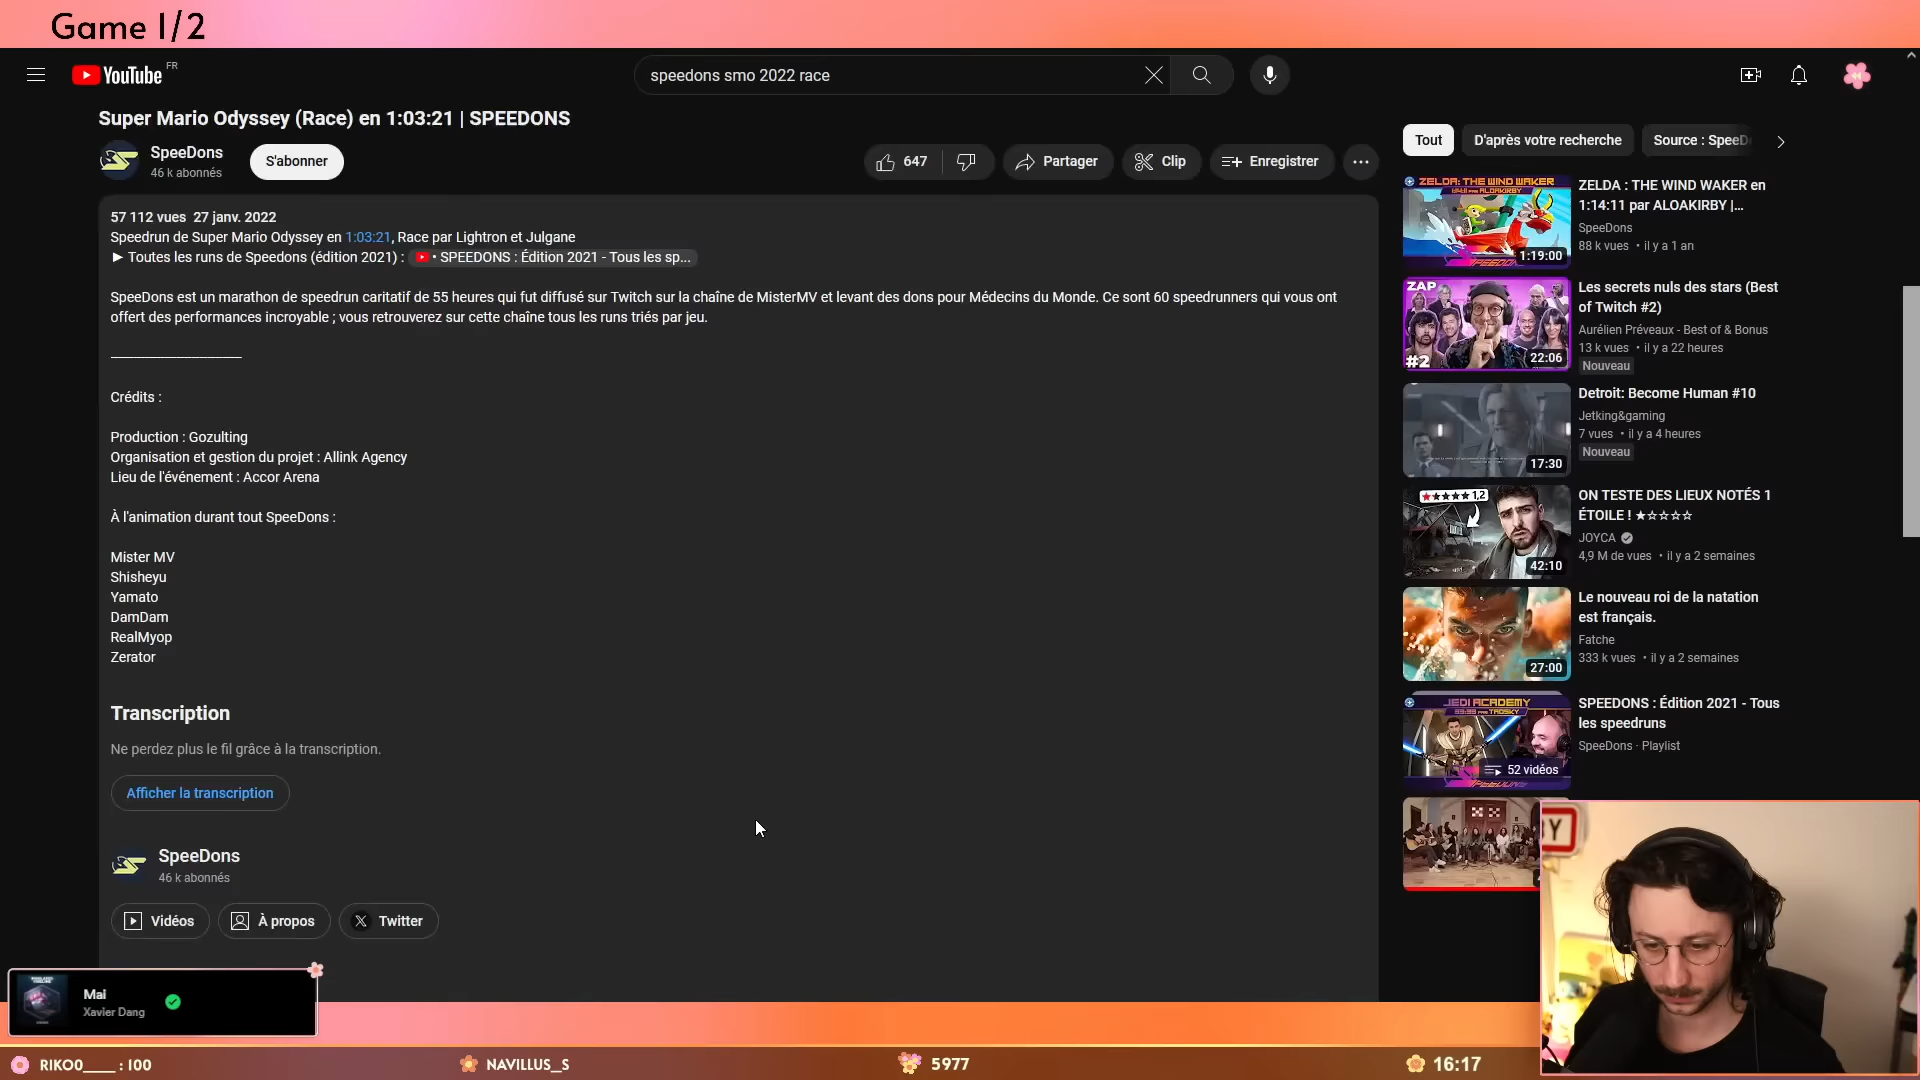 Game 1/2
YouTube FR
speedons smo 2022 race
Super Mario Odyssey (Race) en 1:03:21 | SPEEDONS
SpeeDons
46 k abonnés
S'abonner
647
Partager
Clip
Enregistrer
57 112 vues 27 janv. 2022
Speedrun de Super Mario Odyssey en 1:03:21, Race par Lightron et Julgane
► Toutes les runs de Speedons (édition 2021) : • SPEEDONS : Édition 2021 - Tous les sp...
SpeeDons est un marathon de speedrun caritatif de 55 heures qui fut diffusé sur Twitch sur la chaîne de MisterMV et levant des dons pour Médecins du Monde. Ce sont 60 speedrunners qui vous ont
offert des performances incroyable ; vous retrouverez sur cette chaîne tous les runs triés par jeu.
Crédits :
Production : Gozulting
Organisation et gestion du projet : Allink Agency
Lieu de l'événement : Accor Arena
À l'animation durant tout SpeeDons :
Mister MV
Shisheyu
Yamato
DamDam
RealMyop
Zerator
Transcription
Ne perdez plus le fil grâce à la transcription.
Afficher la transcription
SpeeDons
46 k abonnés
Vidéos
À propos
Twitter
Tout
D'après votre recherche
Source : SpeeD
ZELDA: THE WIND WAKER
1:19:00
ZELDA : THE WIND WAKER en
1:14:11 par ALOAKIRBY |...
SpeeDons
88 k vues • il y a 1 an
ZAP
#2
22:06
Les secrets nuls des stars (Best
of Twitch #2)
Aurélien Préveaux - Best of & Bonus
13 k vues • il y a 22 heures
Nouveau
17:30
Detroit: Become Human #10
Jetking&gaming
7 vues • il y a 4 heures
Nouveau
★★★★★ 1,2
42:10
ON TESTE DES LIEUX NOTÉS 1
ÉTOILE ! ★☆☆☆☆
JOYCA
4,9 M de vues • il y a 2 semaines
27:00
Le nouveau roi de la natation
est français.
Fatche
333 k vues • il y a 2 semaines
JEDI ACADEMY
52 vidéos
SPEEDONS : Édition 2021 - Tous
les speedruns
SpeeDons · Playlist
Mai
Xavier Dang
RIKO0____ : 100
NAVILLUS_S
5977
16:17